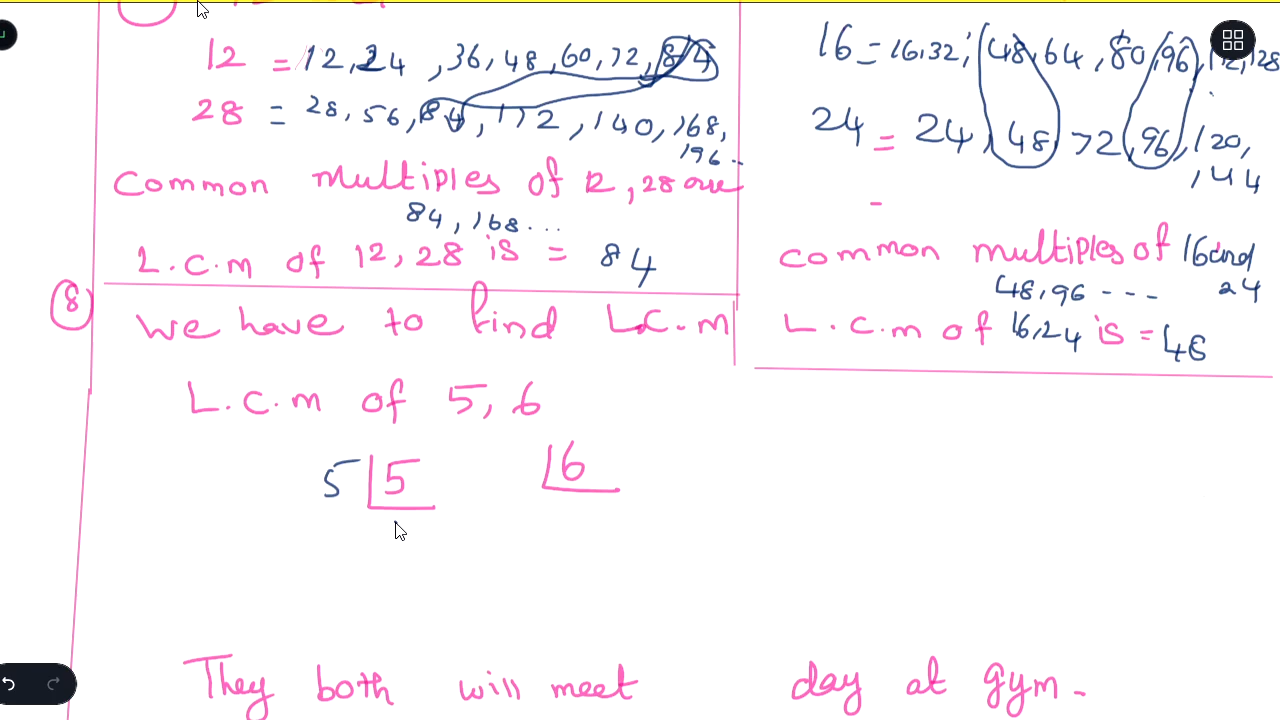 12 = 12, 24, 36, 48, 60, 72, 84
28 = 28, 56, 84, 112, 140, 168,
196 --
common multiples of 12, 28 are
84, 168 ...
L.C.m of 12, 28 is = 84
8
We have to find L.C.m
L.C.m of 5, 6
5 5 6
They both will meet day at gym -
16 = 16, 32, 48, 64, 80, 96, 112, 128
24 = 24, 48, 72, 96, 120,
, 144
-
common multiples of 16 and
48, 96 --- 24
L.C.m of 16, 24 is = 48